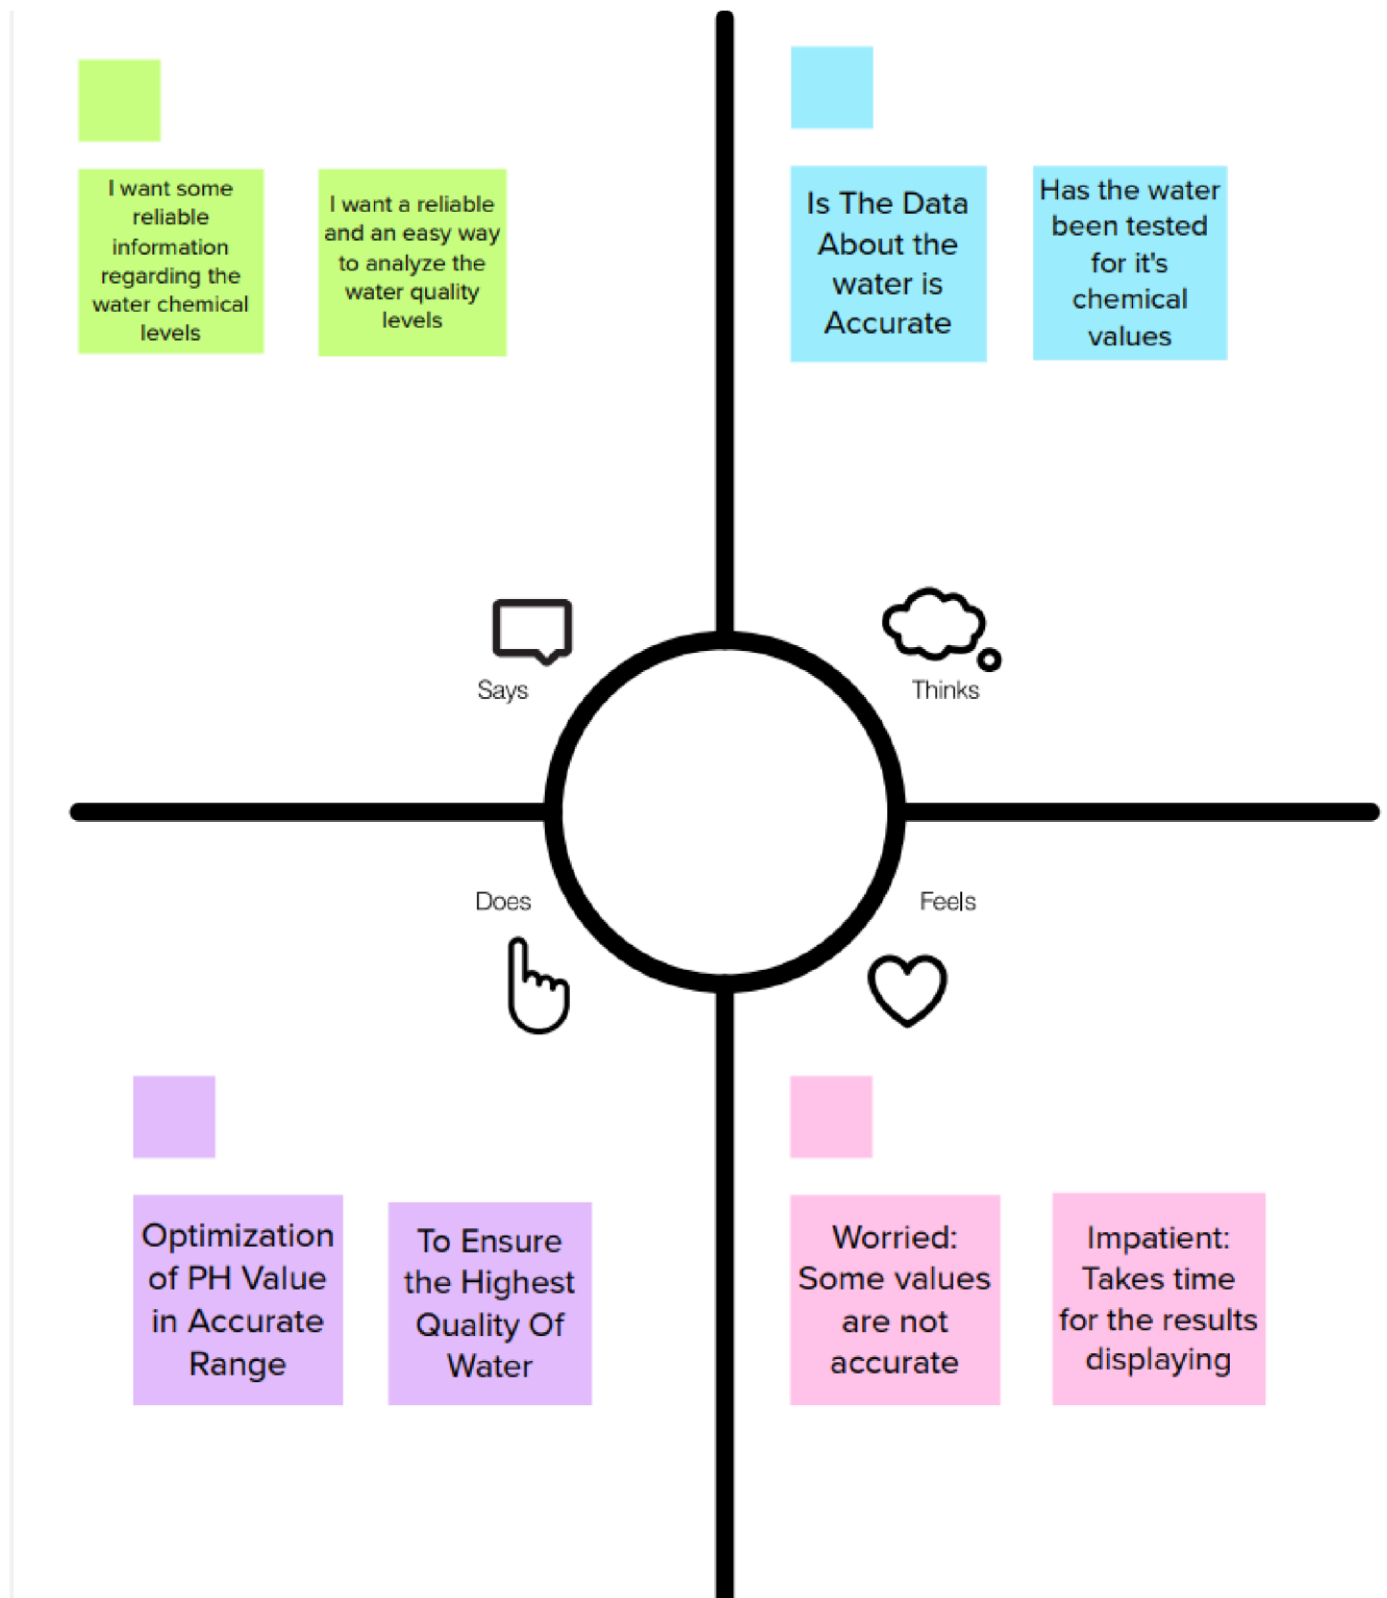 I want some
reliable
information
regarding the
water chemical
levels
I want a reliable
and an easy way
to analyze the
water quality
levels
Is The Data
About the
water is
Accurate
Has the water
been tested
for it's
chemical
values
Says
Thinks
Does
Feels
Optimization
of PH Value
in Accurate
Range
To Ensure
the Highest
Quality Of
Water
Worried:
Some values
are not
accurate
Impatient:
Takes time
for the results
displaying